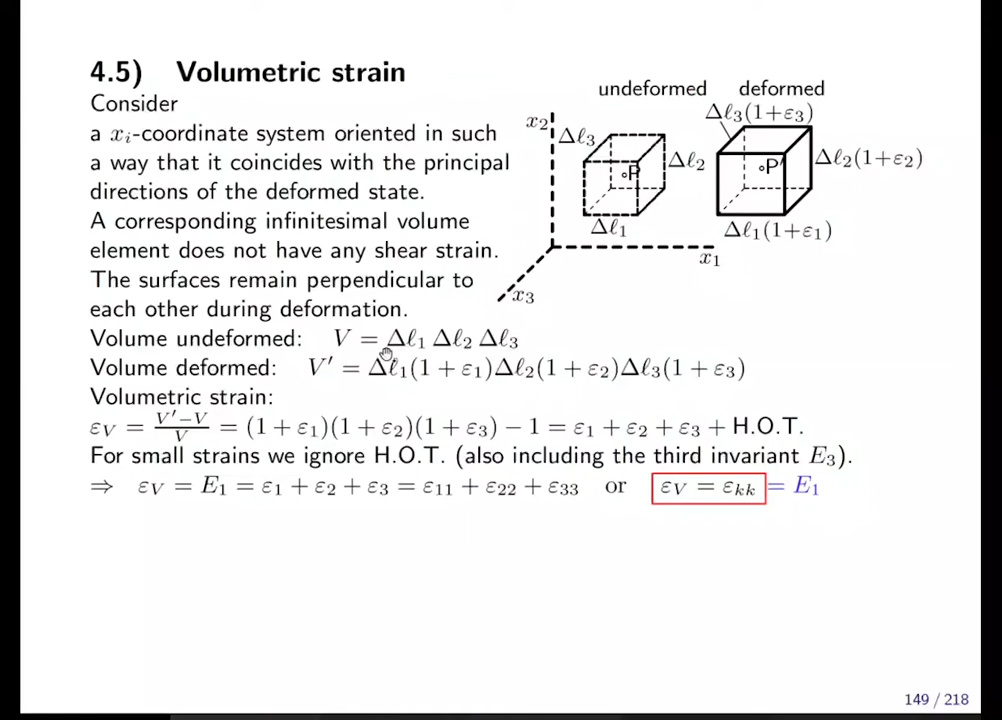 4.5) Volumetric strain
Consider
a xᵢ-coordinate system oriented in such
a way that it coincides with the principal
directions of the deformed state.
A corresponding infinitesimal volume
element does not have any shear strain.
The surfaces remain perpendicular to
each other during deformation.
undeformed deformed
x₂ Δℓ₃ Δℓ₃(1+ε₃)
P Δℓ₂ P′ Δℓ₂(1+ε₂)
Δℓ₁ Δℓ₁(1+ε₁)
x₁
x₃
Volume undeformed: V = Δℓ₁ Δℓ₂ Δℓ₃
Volume deformed: V′ = Δℓ₁(1 + ε₁)Δℓ₂(1 + ε₂)Δℓ₃(1 + ε₃)
Volumetric strain:
ε_V = (V′−V)/V = (1 + ε₁)(1 + ε₂)(1 + ε₃) − 1 = ε₁ + ε₂ + ε₃ + H.O.T.
For small strains we ignore H.O.T. (also including the third invariant E₃).
⇒ ε_V = E₁ = ε₁ + ε₂ + ε₃ = ε₁₁ + ε₂₂ + ε₃₃ or ε_V = ε_kk = E₁
149 / 218